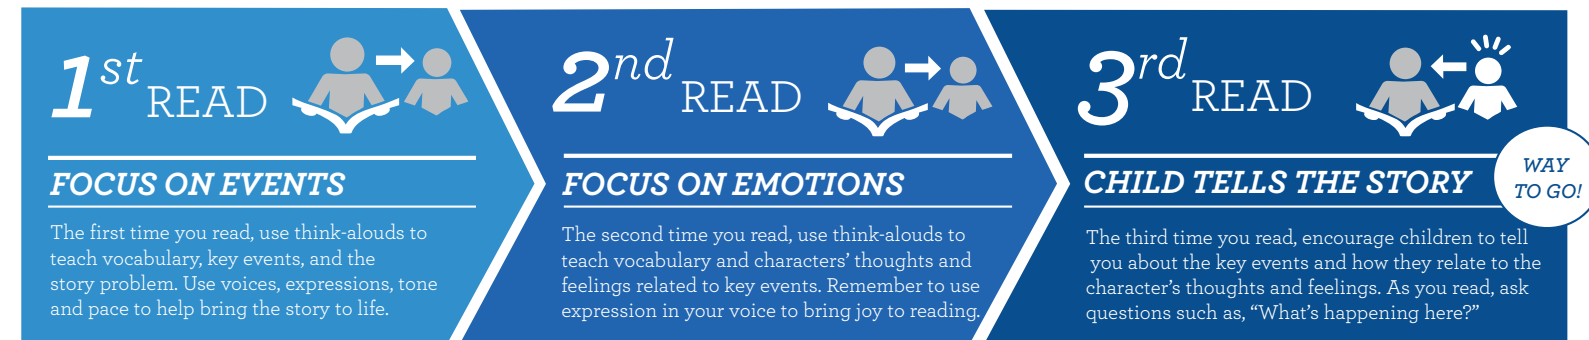 1st READ
FOCUS ON EVENTS
The first time you read, use think-alouds to
teach vocabulary, key events, and the
story problem. Use voices, expressions, tone
and pace to help bring the story to life.
2nd READ
FOCUS ON EMOTIONS
The second time you read, use think-alouds to
teach vocabulary and characters’ thoughts and
feelings related to key events. Remember to use
expression in your voice to bring joy to reading.
3rd READ
CHILD TELLS THE STORY
WAY
TO GO!
The third time you read, encourage children to tell
you about the key events and how they relate to the
character’s thoughts and feelings. As you read, ask
questions such as, “What’s happening here?”